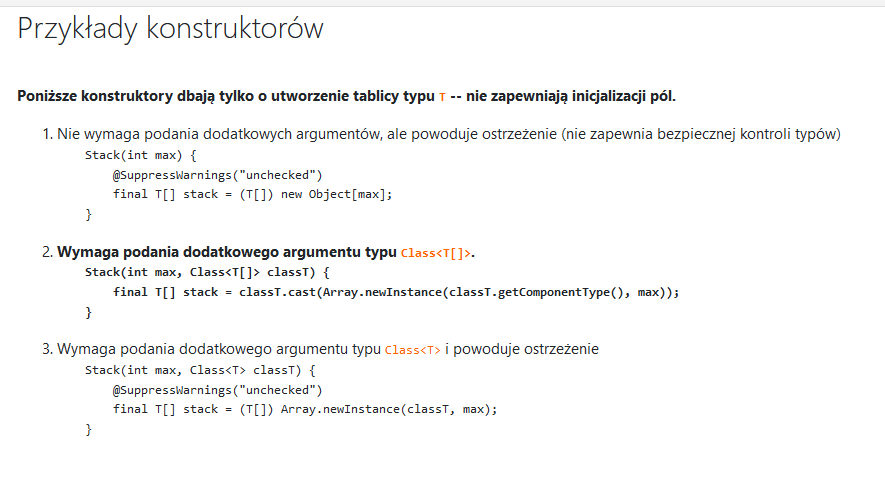 Przykłady konstruktorów
Poniższe konstruktory dbają tylko o utworzenie tablicy typu T -- nie zapewniają inicjalizacji pól.
1. Nie wymaga podania dodatkowych argumentów, ale powoduje ostrzeżenie (nie zapewnia bezpiecznej kontroli typów)
Stack(int max) {
    @SuppressWarnings("unchecked")
    final T[] stack = (T[]) new Object[max];
}
2. Wymaga podania dodatkowego argumentu typu Class<T[]>.
Stack(int max, Class<T[]> classT) {
    final T[] stack = classT.cast(Array.newInstance(classT.getComponentType(), max));
}
3. Wymaga podania dodatkowego argumentu typu Class<T> i powoduje ostrzeżenie
Stack(int max, Class<T> classT) {
    @SuppressWarnings("unchecked")
    final T[] stack = (T[]) Array.newInstance(classT, max);
}